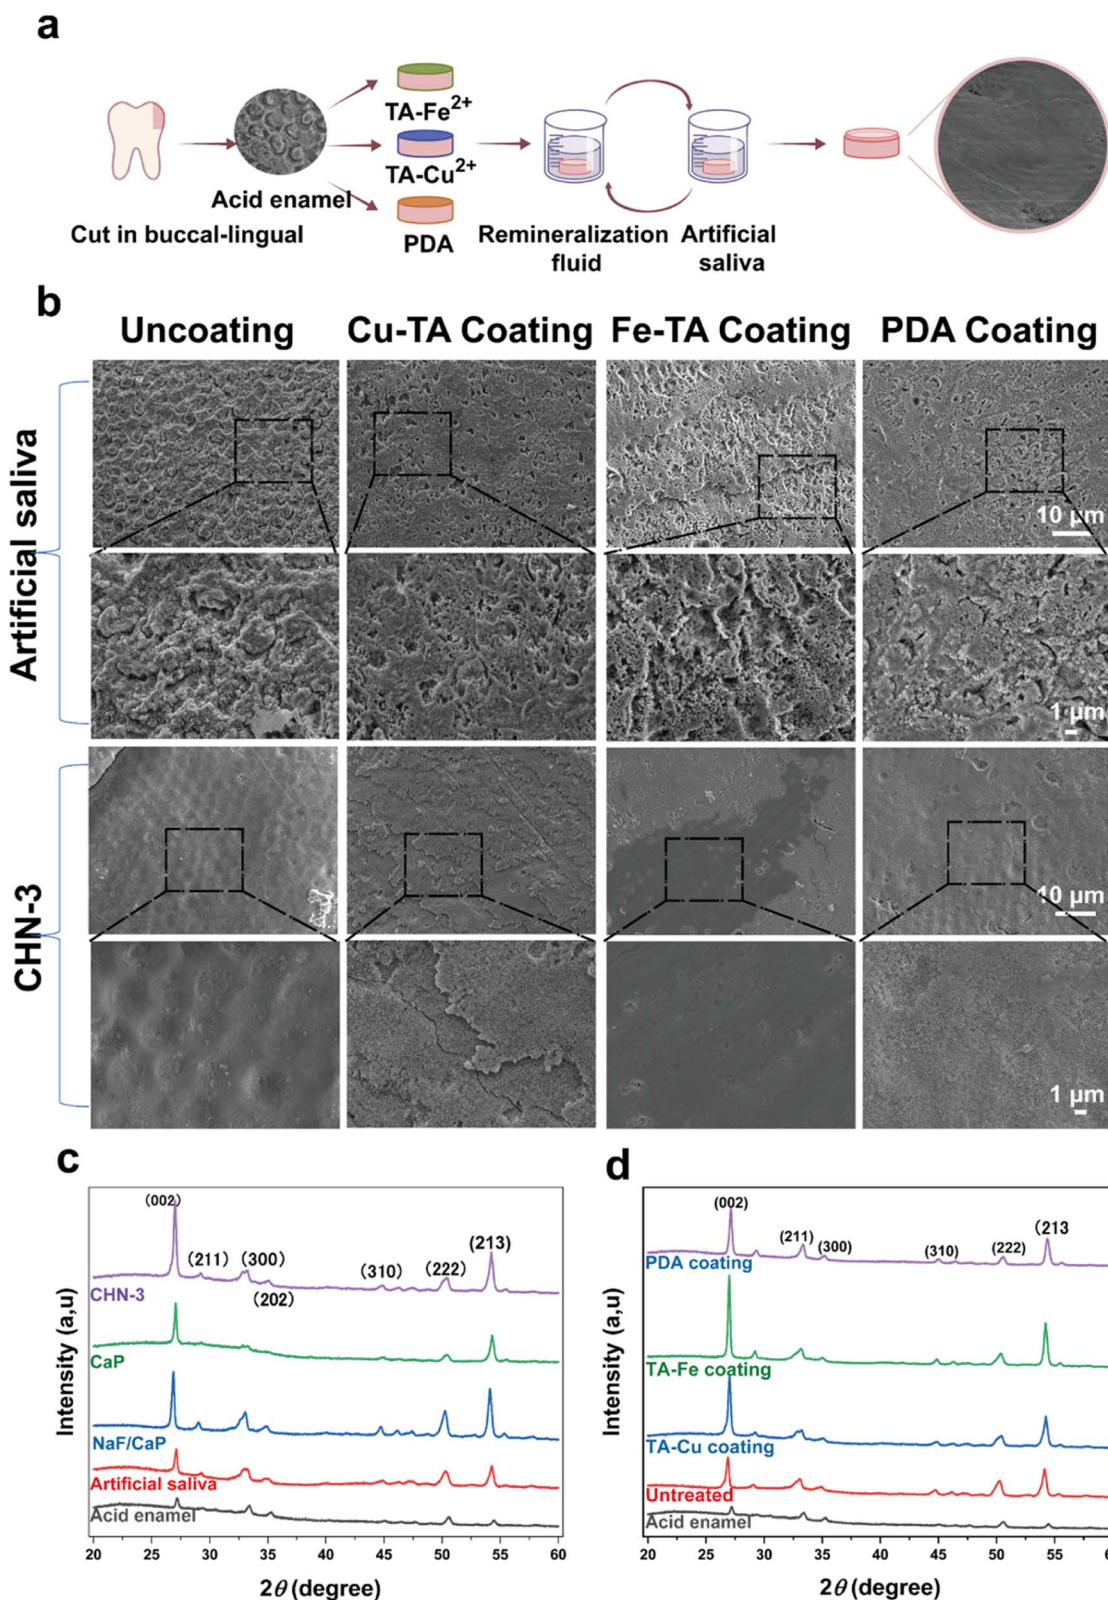 a
TA-Fe2+
TA-Cu2+
Acid enamel
PDA
Cut in buccal-lingual
Remineralization
fluid
Artificial
saliva
b
Uncoating
Cu-TA Coating
Fe-TA Coating
PDA Coating
Artificial saliva
10 μm
1 μm
CHN-3
10 μm
1 μm
c
(002)
(211)
(300)
(202)
(310)
(222)
(213)
CHN-3
CaP
NaF/CaP
Artificial saliva
Acid enamel
Intensity (a,u)
20 25 30 35 40 45 50 55 60
2θ (degree)
d
(002)
(211)
(300)
(310)
(222)
(213
PDA coating
TA-Fe coating
TA-Cu coating
Untreated
Acid enamel
Intensity (a,u)
20 25 30 35 40 45 50 55
2θ (degree)